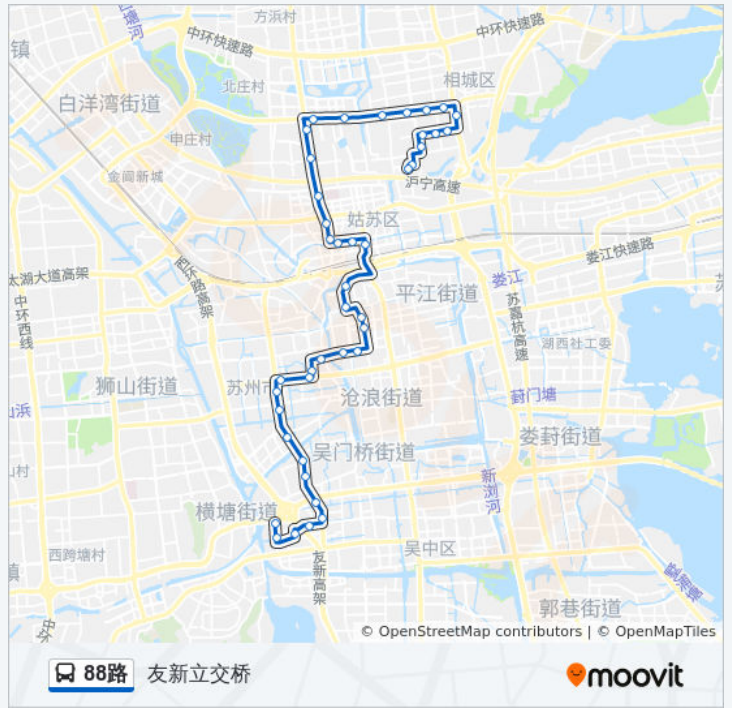 方浜村
塘河
中环快速路
中环快速路
镇
相城区
北庄村
白洋湾街道
申庄村
金阊新城
沪宁高速
姑苏区
娄江快速路
西环路高架
太湖大道高架
娄江
平江街道
中环西线
苏嘉杭高速
湖西社工委
狮山街道
苏州市
沧浪街道
葑门塘
浜
娄葑街道
吴门桥街道
村
新浏河
横塘街道
西跨塘村
吴中区
友新高架
镇
郭巷街道
© OpenStreetMap contributors | © OpenMapTiles
88路 友新立交桥 moovit